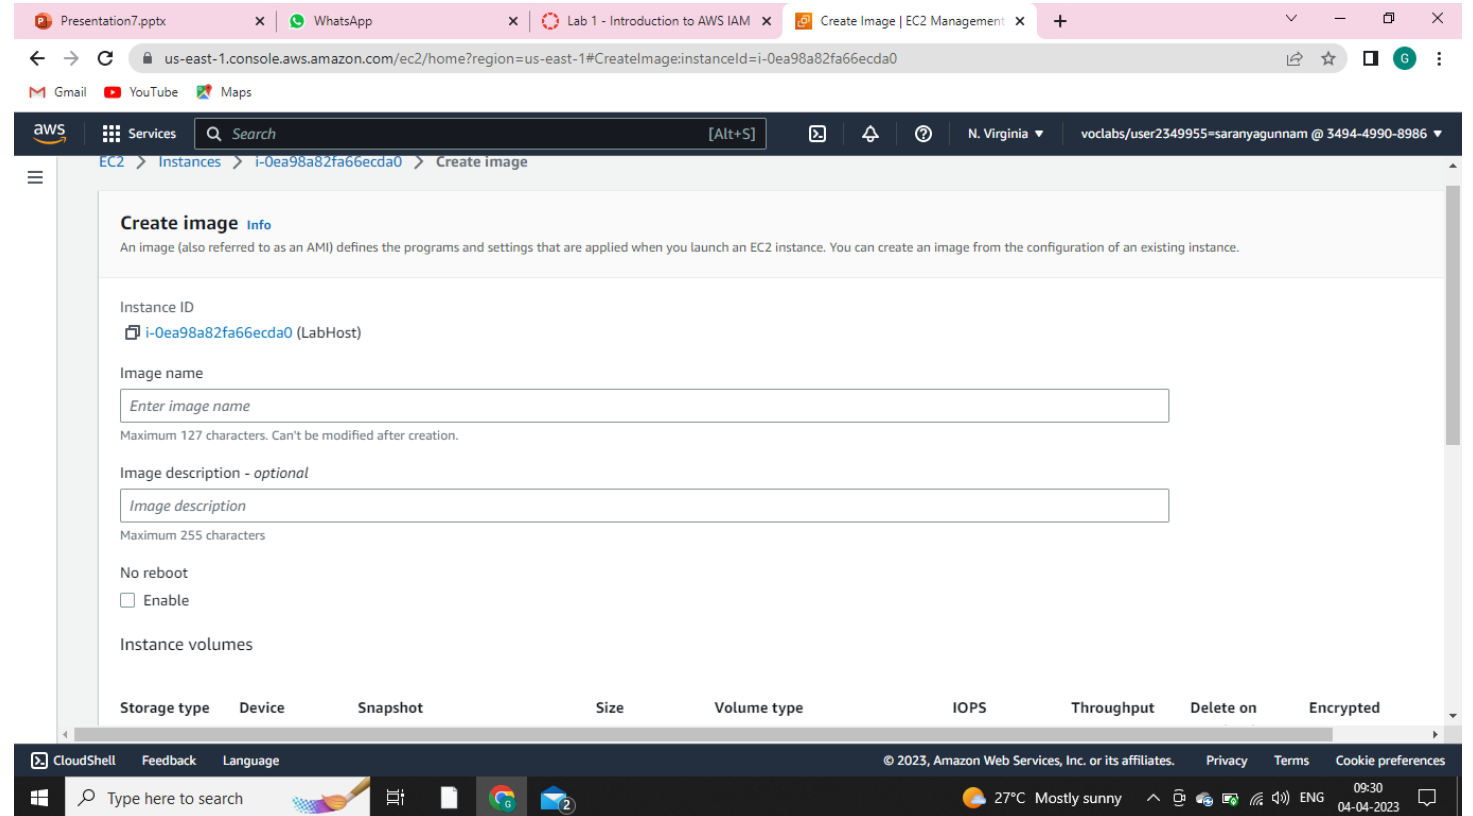 Presentation7.pptx
WhatsApp
Lab 1 - Introduction to AWS IAM
Create Image | EC2 Management
us-east-1.console.aws.amazon.com/ec2/home?region=us-east-1#CreateImage:instanceId=i-0ea98a82fa66ecda0
G
Gmail YouTube Maps
aws Services Search [Alt+S] N. Virginia voclabs/user2349955=saranyagunnam @ 3494-4990-8986
EC2 > Instances > i-0ea98a82fa66ecda0 > Create image
Create image Info
An image (also referred to as an AMI) defines the programs and settings that are applied when you launch an EC2 instance. You can create an image from the configuration of an existing instance.
Instance ID
i-0ea98a82fa66ecda0 (LabHost)
Image name
Enter image name
Maximum 127 characters. Can't be modified after creation.
Image description - optional
Image description
Maximum 255 characters
No reboot
Enable
Instance volumes
Storage type Device Snapshot Size Volume type IOPS Throughput Delete on Encrypted
CloudShell Feedback Language © 2023, Amazon Web Services, Inc. or its affiliates. Privacy Terms Cookie preferences
Type here to search 2 27°C Mostly sunny ENG 09:30
04-04-2023